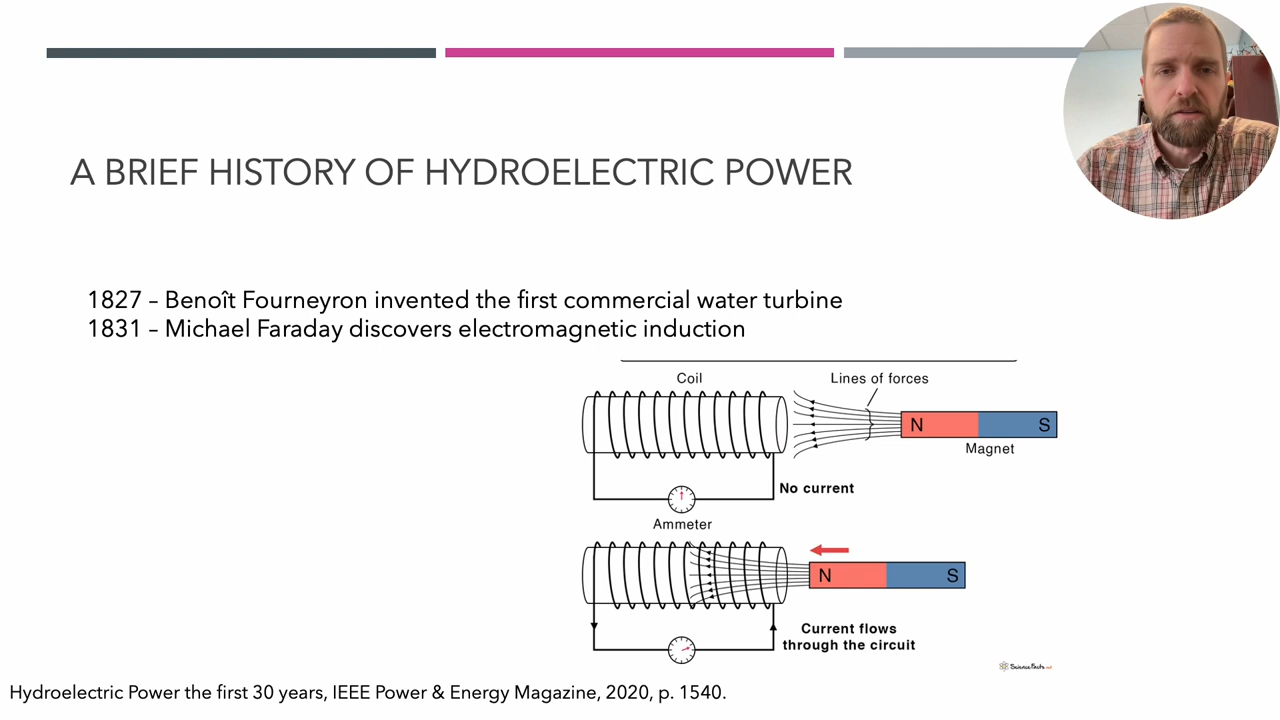 A BRIEF HISTORY OF HYDROELECTRIC POWER
1827 – Benoît Fourneyron invented the first commercial water turbine
1831 – Michael Faraday discovers electromagnetic induction
Coil
Lines of forces
N S
Magnet
No current
Ammeter
N S
Current flows
through the circuit
ScienceFacts.net
Hydroelectric Power the first 30 years, IEEE Power & Energy Magazine, 2020, p. 1540.